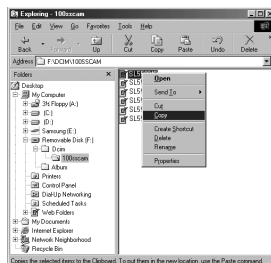 Exploring - 100sscam
File Edit View Go Favorites Tools Help
Back Forward Up Cut Copy Paste Undo Delete
Address F:\DCIM\100SSCAM
Folders
Desktop
My Computer
3½ Floppy (A:)
(C:)
(D:)
Samsung (E:)
Removable Disk (F:)
Dcim
100sscam
Album
Printers
Control Panel
Dial-Up Networking
Scheduled Tasks
Web Folders
My Documents
Internet Explorer
Network Neighborhood
Recycle Bin
Open
Send To
Cut
Copy
Create Shortcut
Delete
Rename
Properties
Copies the selected items to the Clipboard. To put them in the new location, use the Paste command.